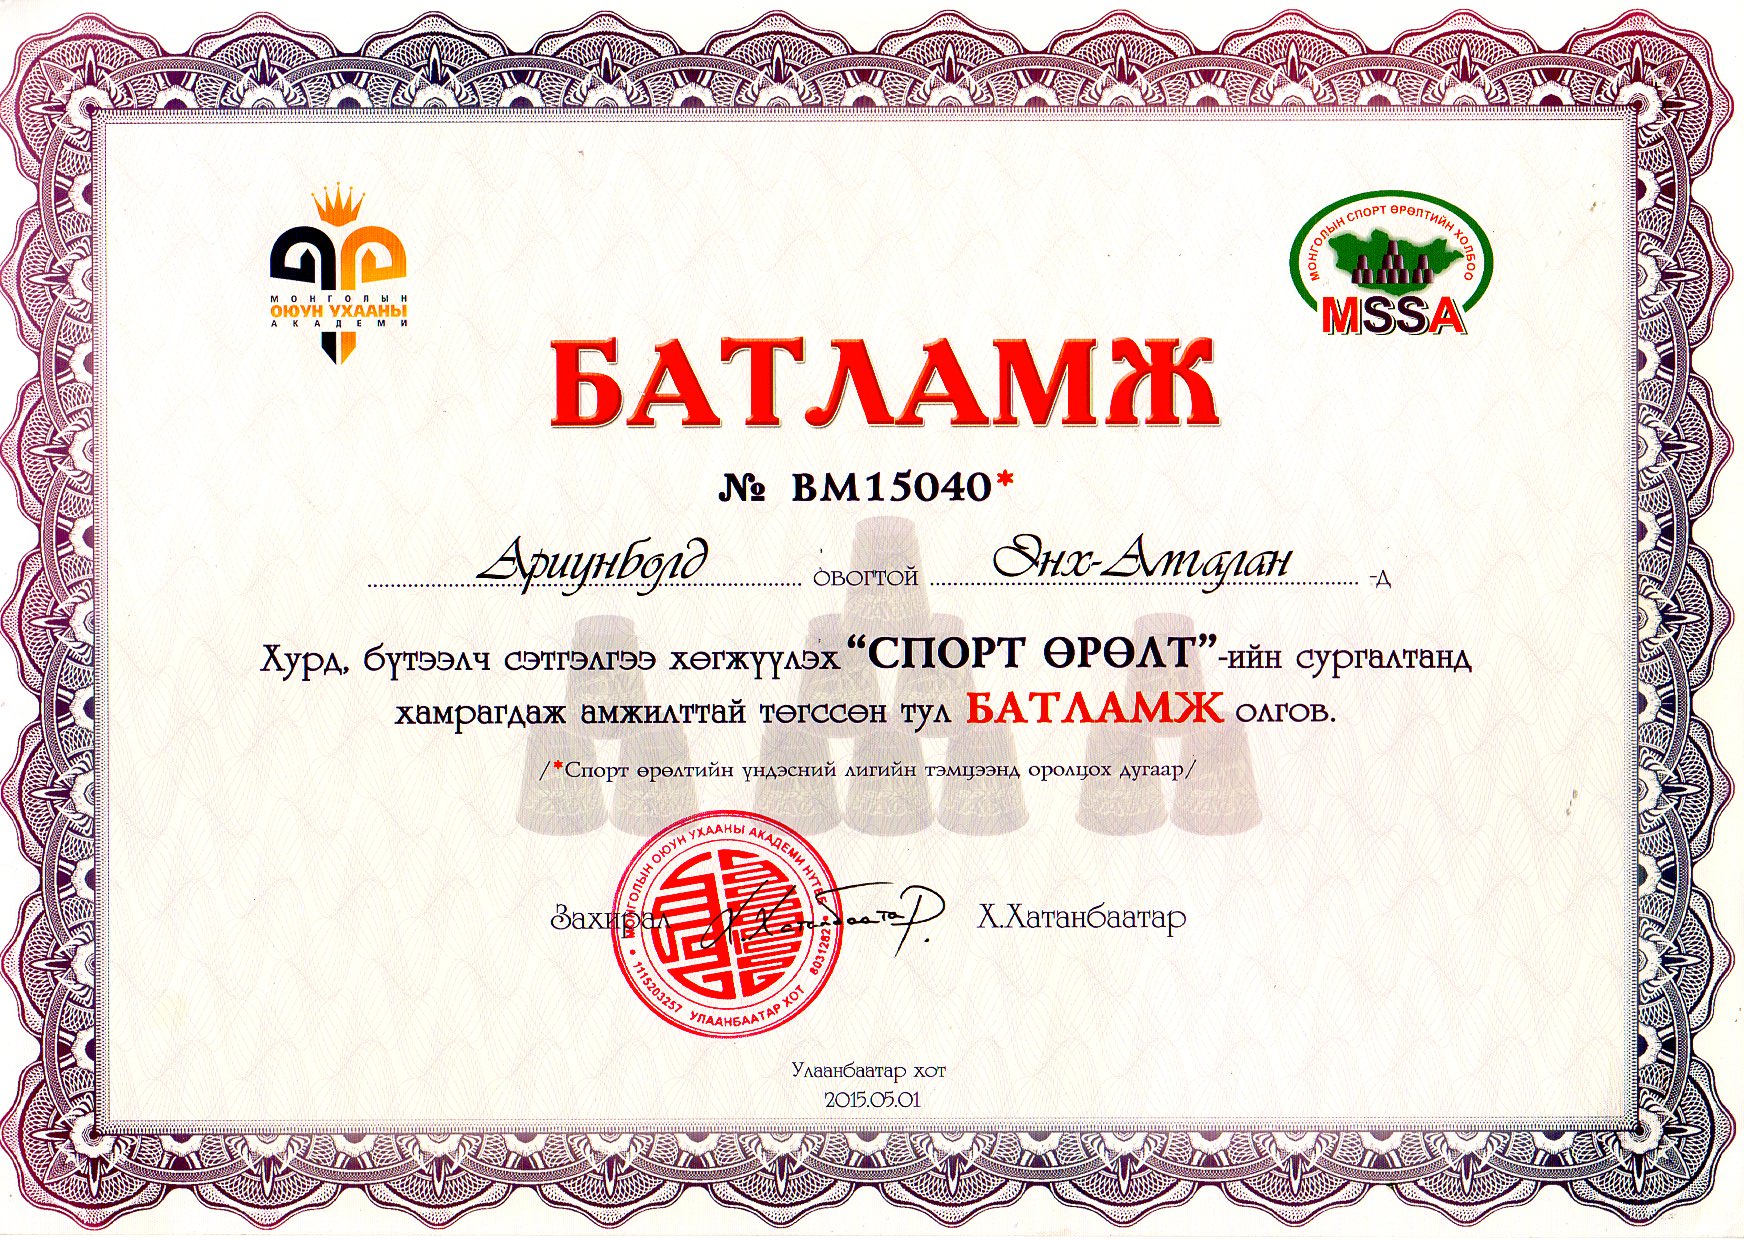 МОНГОЛЫН
ОЮУН УХААНЫ
АКАДЕМИ
МОНГОЛЫН СПОРТ ӨРӨЛТИЙН ХОЛБОО
MSSA
БАТЛАМЖ
№ BM15040*
Ариунболд овогтой Энх-Амгалан -д
Хурд, бүтээлч сэтгэлгээ хөгжүүлэх “СПОРТ ӨРӨЛТ”-ийн сургалтанд
хамрагдаж амжилттай төгссөн тул БАТЛАМЖ олгов.
/*Спорт өрөлтийн үндэсний лигийн тэмцээнд оролцох дугаар/
МОНГОЛЫН ОЮУН УХААНЫ АКАДЕМИ НҮТББ
Захирал Х.Хатанбаатар Х.Хатанбаатар
1115203257 УЛААНБААТАР ХОТ 8031282
Улаанбаатар хот
2015.05.01